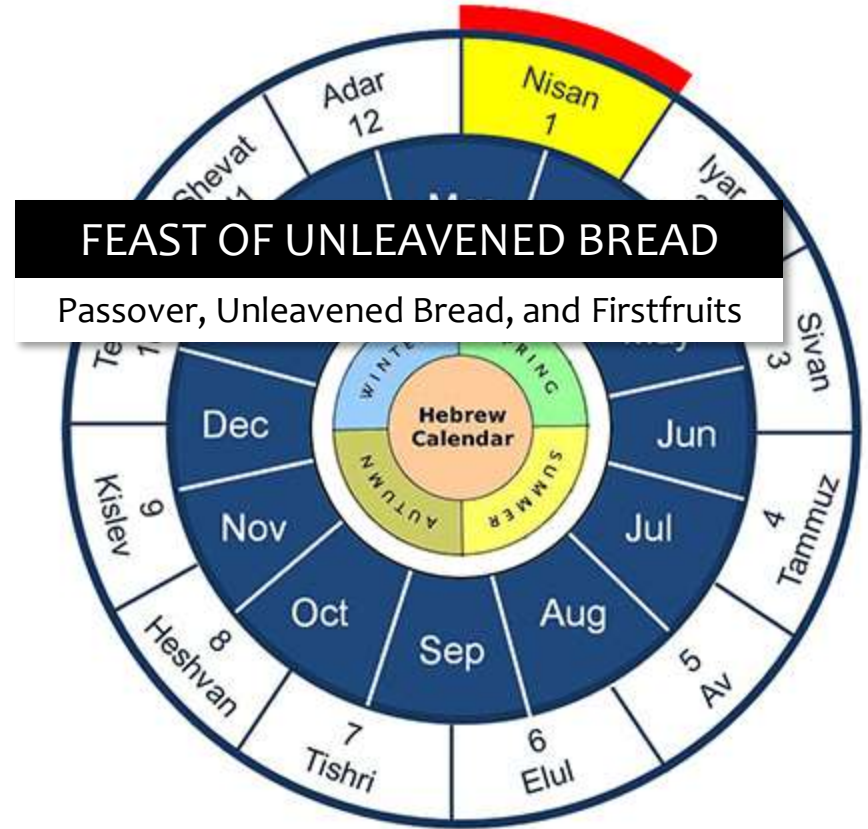 Adar
12
Nisan
1
Iyar
Shevat
FEAST OF UNLEAVENED BREAD
Passover, Unleavened Bread, and Firstfruits
Sivan
3
Hebrew
Calendar
SUMMER
AUTUMN
Dec
Jun
Kislev
9
Nov
Jul
4
Tammuz
Oct
Aug
Sep
8
Heshvan
5
Av
7
Tishri
6
Elul